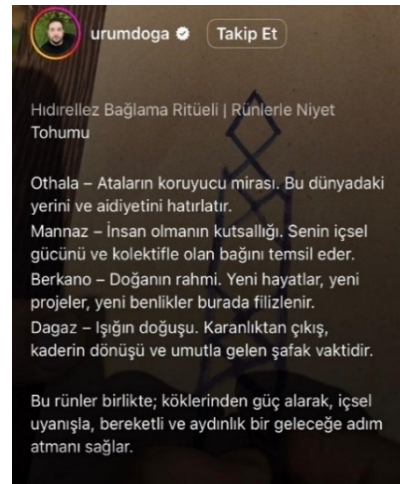 urumdoga Takip Et
Hıdırellez Bağlama Ritüeli | Rünlerle Niyet
Tohumu
Othala – Ataların koruyucu mirası. Bu dünyadaki
yerini ve aidiyetini hatırlatır.
Mannaz – İnsan olmanın kutsallığı. Senin içsel
gücünü ve kolektifle olan bağını temsil eder.
Berkano – Doğanın rahmi. Yeni hayatlar, yeni
projeler, yeni benlikler burada filizlenir.
Dagaz – Işığın doğuşu. Karanlıktan çıkış,
kaderin dönüşü ve umutla gelen şafak vaktidir.
Bu rünler birlikte; köklerinden güç alarak, içsel
uyanışla, bereketli ve aydınlık bir geleceğe adım
atmanı sağlar.